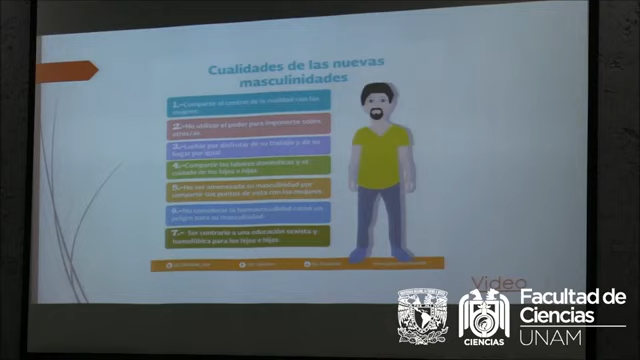 Cualidades de las nuevas
masculinidades
1.-Compartir el centro de la realidad con las
mujeres
2.-No utilizar el poder para imponerse sobre
otros/as
3.-Luchar por disfrutar de su trabajo y de su
hogar por igual
4.-Compartir las tareas domésticas y el
cuidado de los hijos e hijas
5.-No ver amenazada su masculinidad por
compartir sus puntos de vista con las mujeres
6.-No considerar la homosexualidad como un
peligro para su masculinidad
7.- Ser contrario a una educación sexista y
homofóbica para los hijos e hijas.
Video
CIENCIAS
Facultad de
Ciencias
UNAM